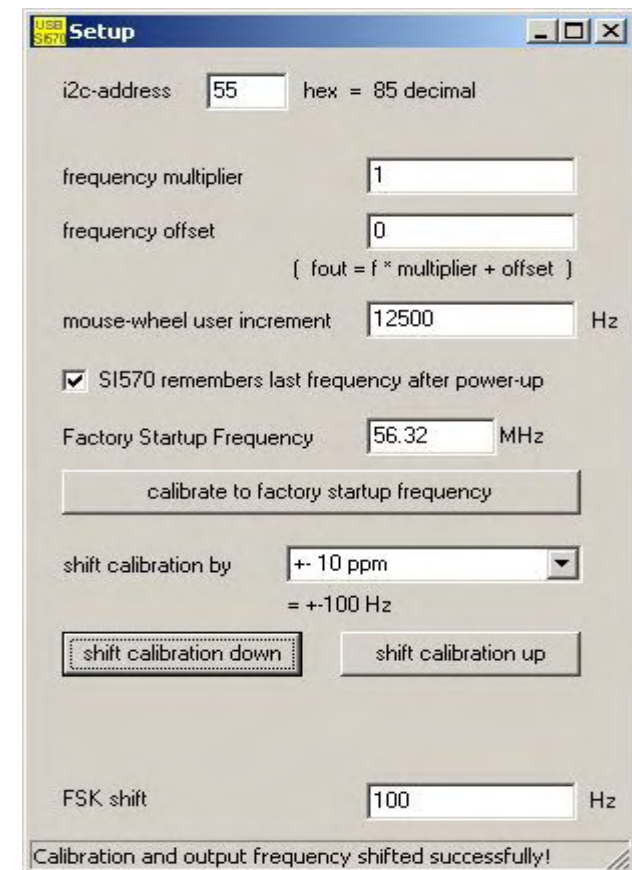 USB
SI570 Setup
i2c-address 55 hex = 85 decimal
frequency multiplier 1
frequency offset 0
( fout = f * multiplier + offset )
mouse-wheel user increment 12500 Hz
SI570 remembers last frequency after power-up
Factory Startup Frequency 56.32 MHz
calibrate to factory startup frequency
shift calibration by +- 10 ppm
= +-100 Hz
shift calibration down shift calibration up
FSK shift 100 Hz
Calibration and output frequency shifted successfully!